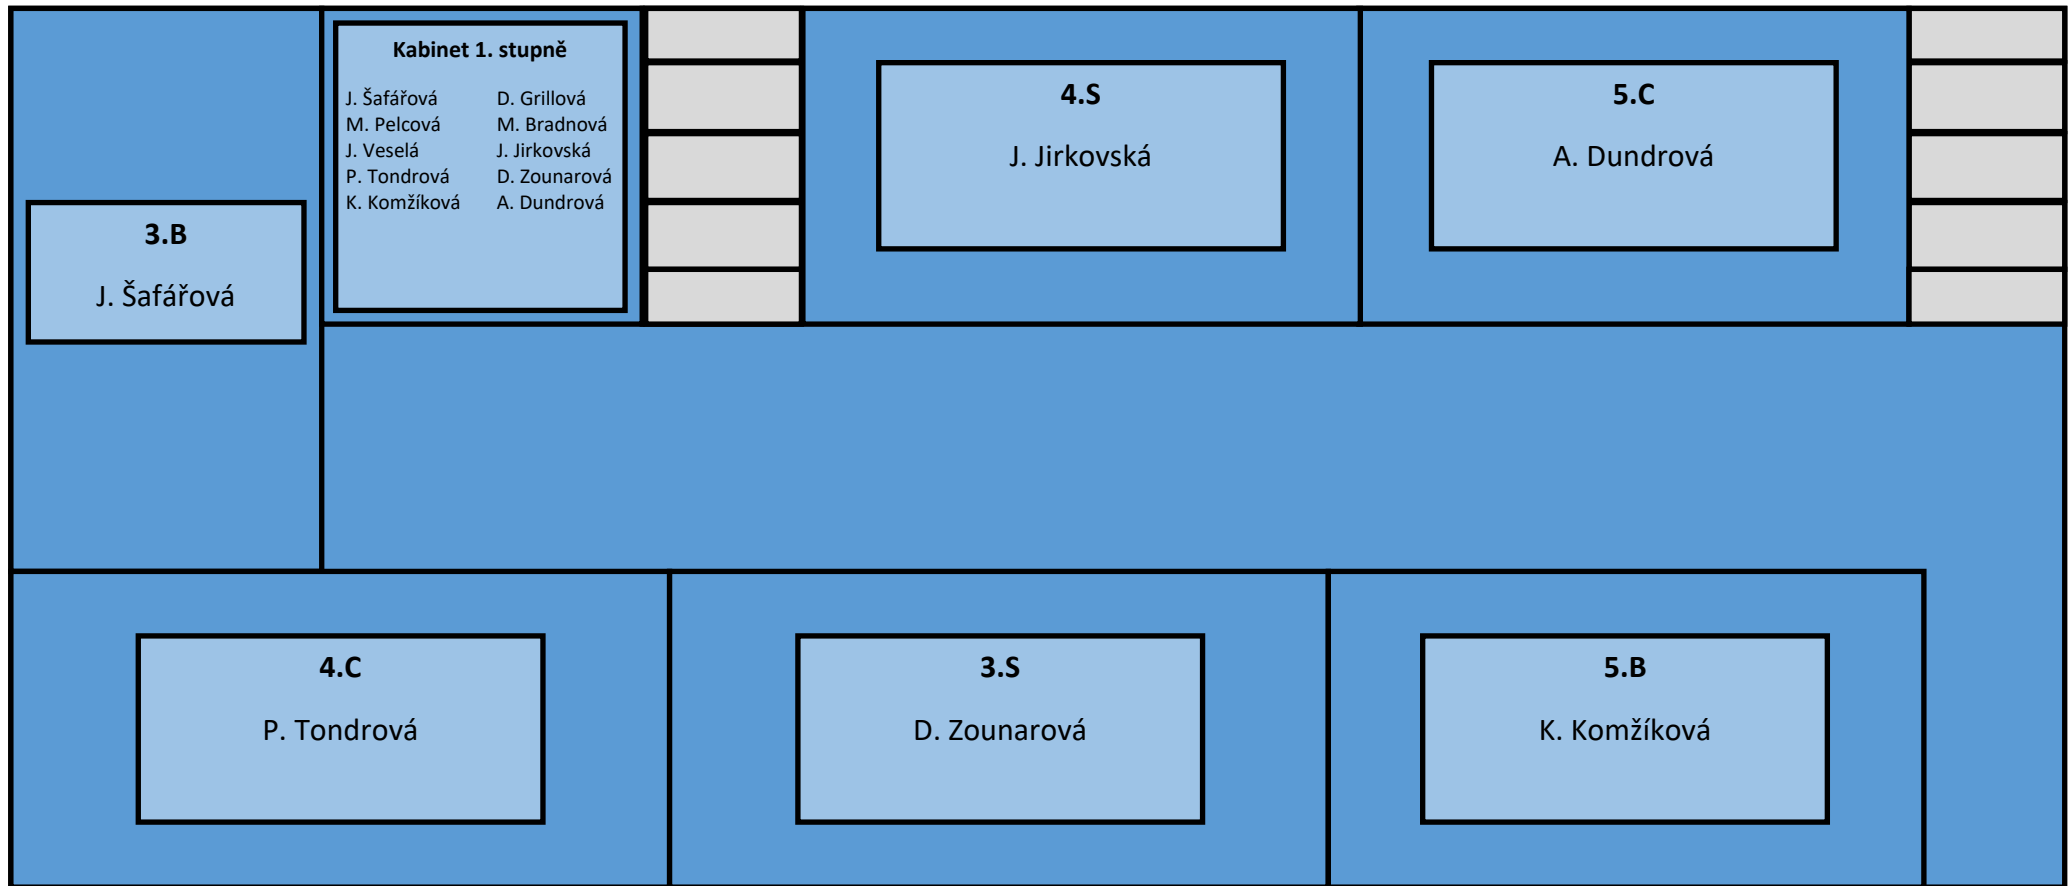 Kabinet 1. stupně
J. Šafářová
D. Grillová
M. Pelcová
M. Bradnová
J. Veselá
J. Jirkovská
P. Tondrová
D. Zounarová
K. Komžíková
A. Dundrová
4.S
J. Jirkovská
5.C
A. Dundrová
3.B
J. Šafářová
4.C
P. Tondrová
3.S
D. Zounarová
5.B
K. Komžíková